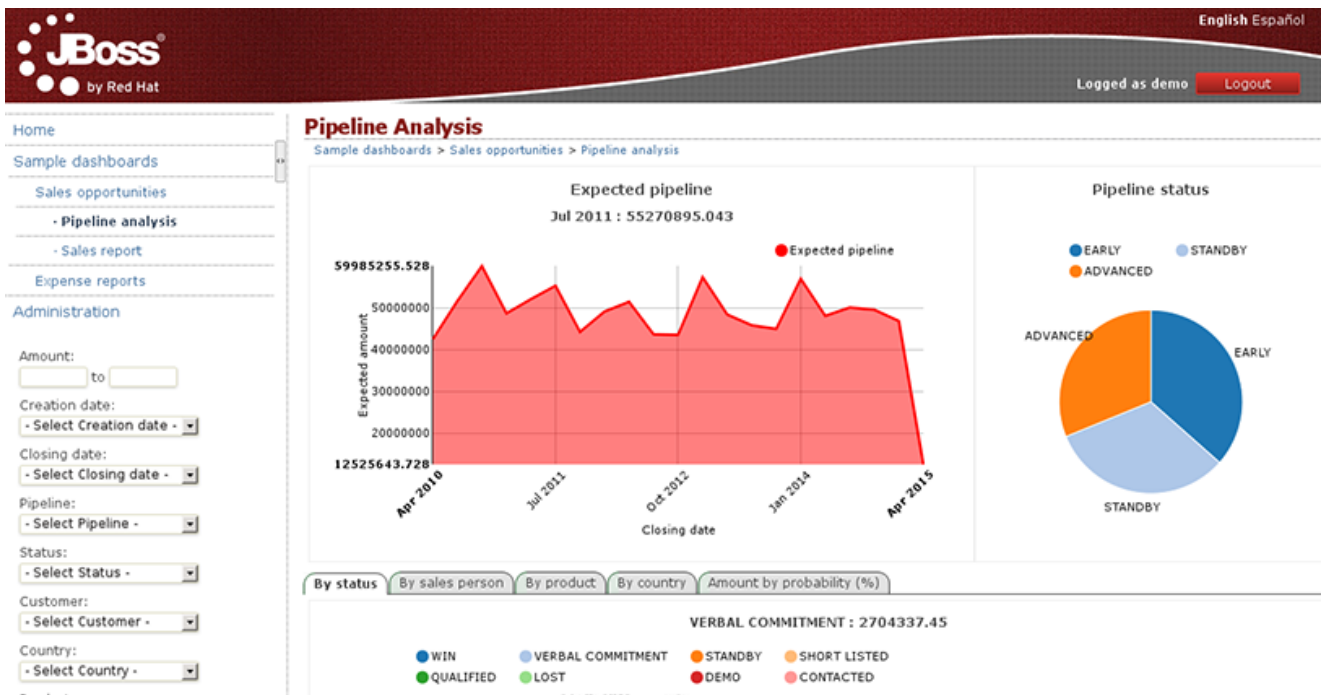 English Español
JBoss®
by Red Hat
Logged as demo Logout
Home
Sample dashboards
Sales opportunities
- Pipeline analysis
- Sales report
Expense reports
Administration
Amount:
to
Creation date:
- Select Creation date -
Closing date:
- Select Closing date -
Pipeline:
- Select Pipeline -
Status:
- Select Status -
Customer:
- Select Customer -
Country:
- Select Country -
Pipeline Analysis
Sample dashboards > Sales opportunities > Pipeline analysis
Expected pipeline
Jul 2011 : 55270895.043
Expected pipeline
59985255.528
50000000
40000000
30000000
20000000
12525643.728
Expected amount
Apr 2010 Jul 2011 Oct 2012 Jan 2014 Apr 2015
Closing date
Pipeline status
EARLY STANDBY
ADVANCED
ADVANCED
EARLY
STANDBY
By status By sales person By product By country Amount by probability (%)
VERBAL COMMITMENT : 2704337.45
WIN VERBAL COMMITMENT STANDBY SHORT LISTED
QUALIFIED LOST DEMO CONTACTED